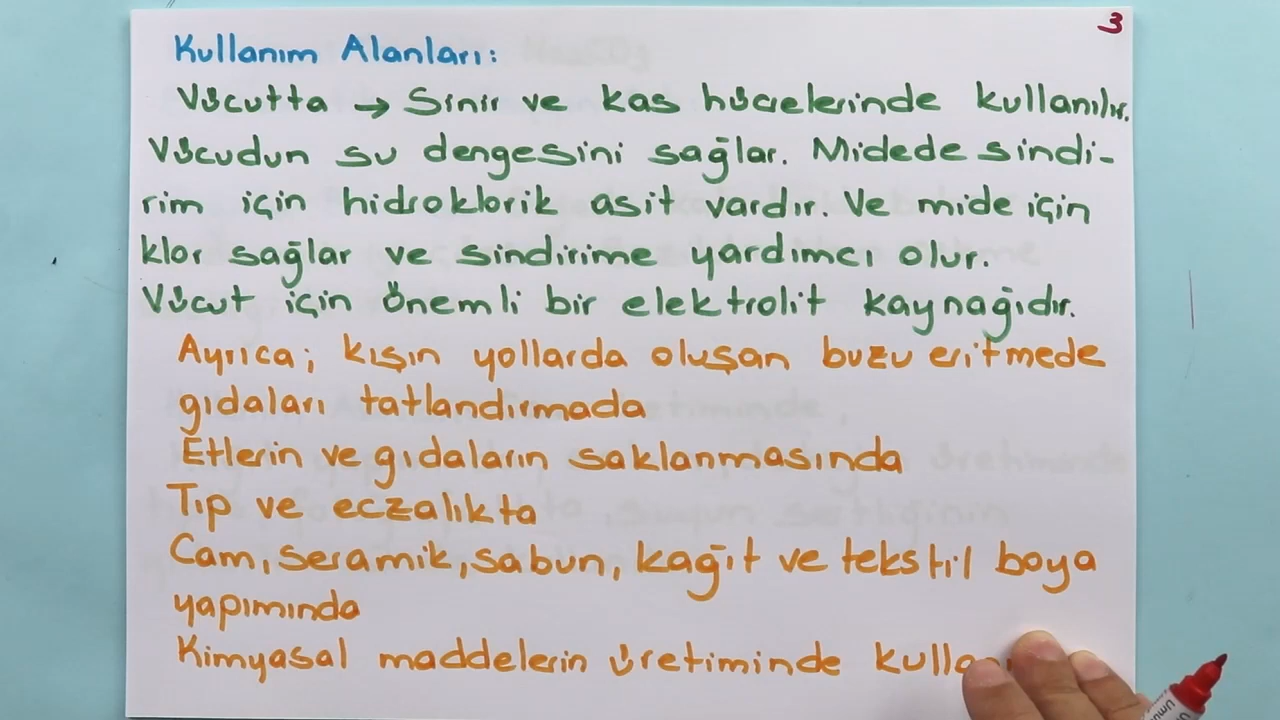 3
Kullanım Alanları:
Vücutta → Sinir ve kas hücrelerinde kullanılır.
Vücudun su dengesini sağlar. Midede sindi-
rim için hidroklorik asit vardır. Ve mide için
klor sağlar ve sindirime yardımcı olur.
Vücut için önemli bir elektrolit kaynağıdır.
Ayrıca; kışın yollarda oluşan buzu eritmede
gıdaları tatlandırmada
Etlerin ve gıdaların saklanmasında
Tıp ve eczalıkta
Cam, seramik, sabun, kağıt ve tekstil boya
yapımında
Kimyasal maddelerin üretiminde